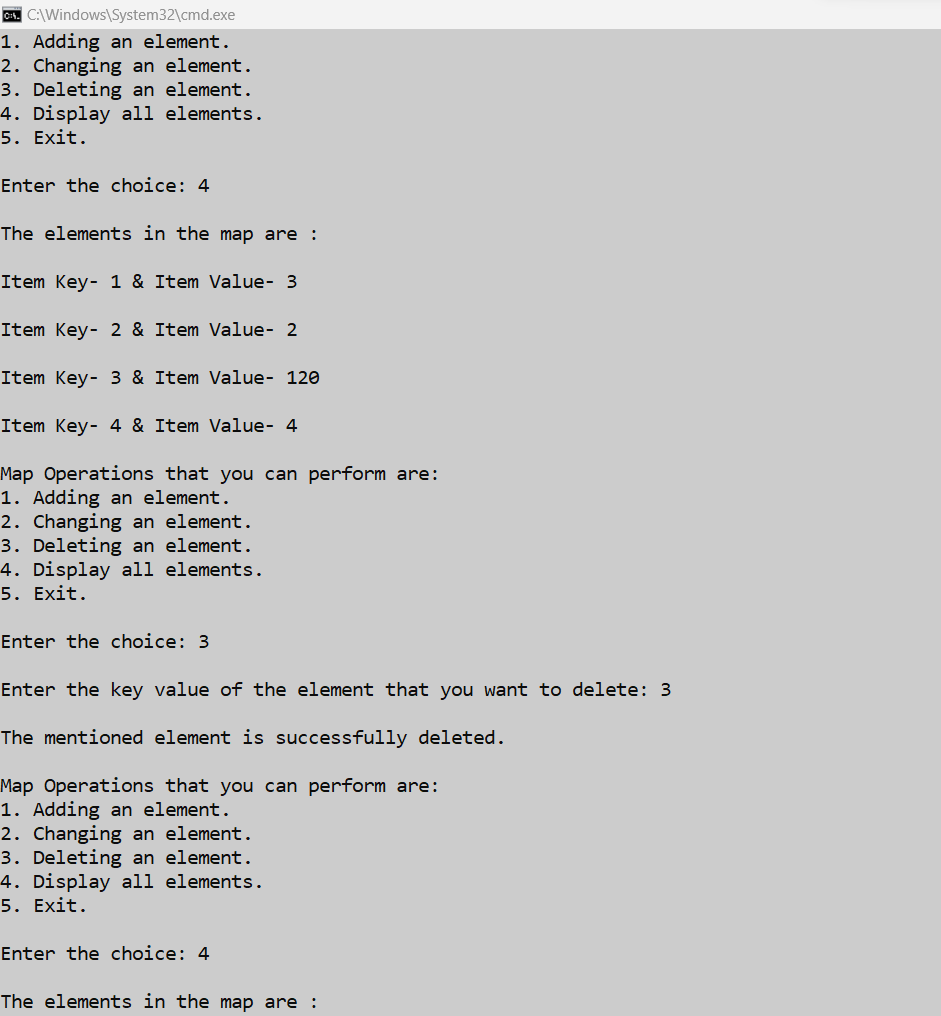 C:\Windows\System32\cmd.exe
1. Adding an element.
2. Changing an element.
3. Deleting an element.
4. Display all elements.
5. Exit.
Enter the choice: 4
The elements in the map are :
Item Key- 1 & Item Value- 3
Item Key- 2 & Item Value- 2
Item Key- 3 & Item Value- 120
Item Key- 4 & Item Value- 4
Map Operations that you can perform are:
1. Adding an element.
2. Changing an element.
3. Deleting an element.
4. Display all elements.
5. Exit.
Enter the choice: 3
Enter the key value of the element that you want to delete: 3
The mentioned element is successfully deleted.
Map Operations that you can perform are:
1. Adding an element.
2. Changing an element.
3. Deleting an element.
4. Display all elements.
5. Exit.
Enter the choice: 4
The elements in the map are :